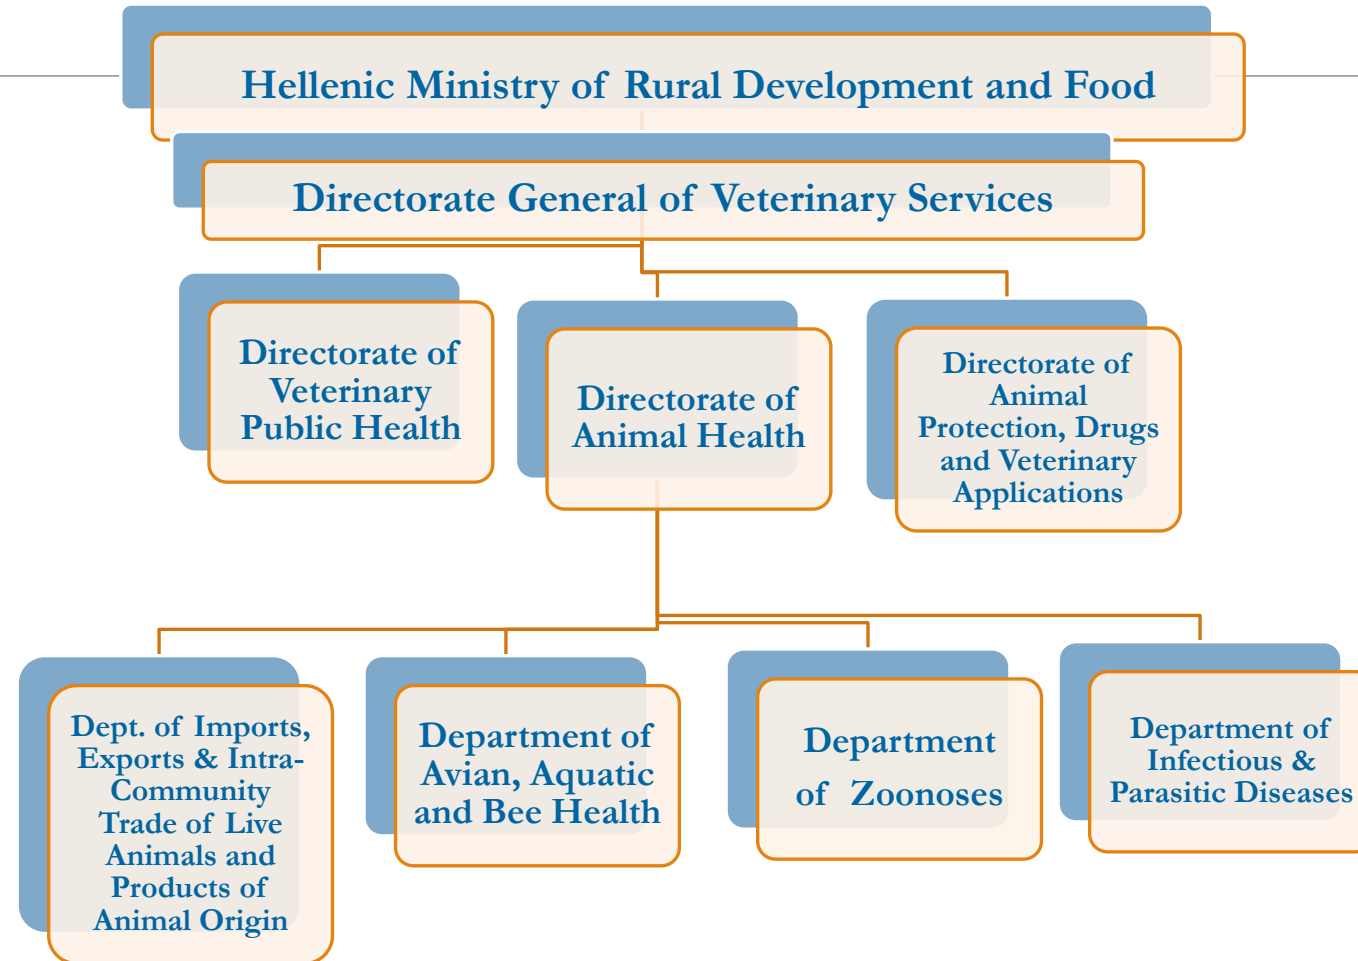 Hellenic Ministry of Rural Development and Food
Directorate General of Veterinary Services
Directorate of
Veterinary
Public Health
Directorate of
Animal Health
Directorate of
Animal
Protection, Drugs
and Veterinary
Applications
Dept. of Imports,
Exports & Intra-
Community
Trade of Live
Animals and
Products of
Animal Origin
Department of
Avian, Aquatic
and Bee Health
Department
of Zoonoses
Department of
Infectious &
Parasitic Diseases